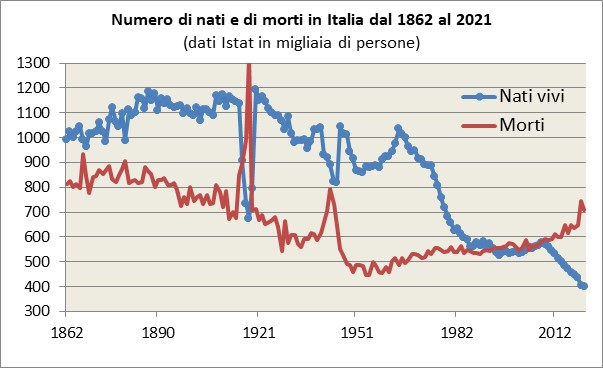 Numero di nati e di morti in Italia dal 1862 al 2021
(dati Istat in migliaia di persone)
1300
1200
1100
1000
900
800
700
600
500
400
300
Nati vivi
Morti
1862 1890 1921 1951 1982 2012